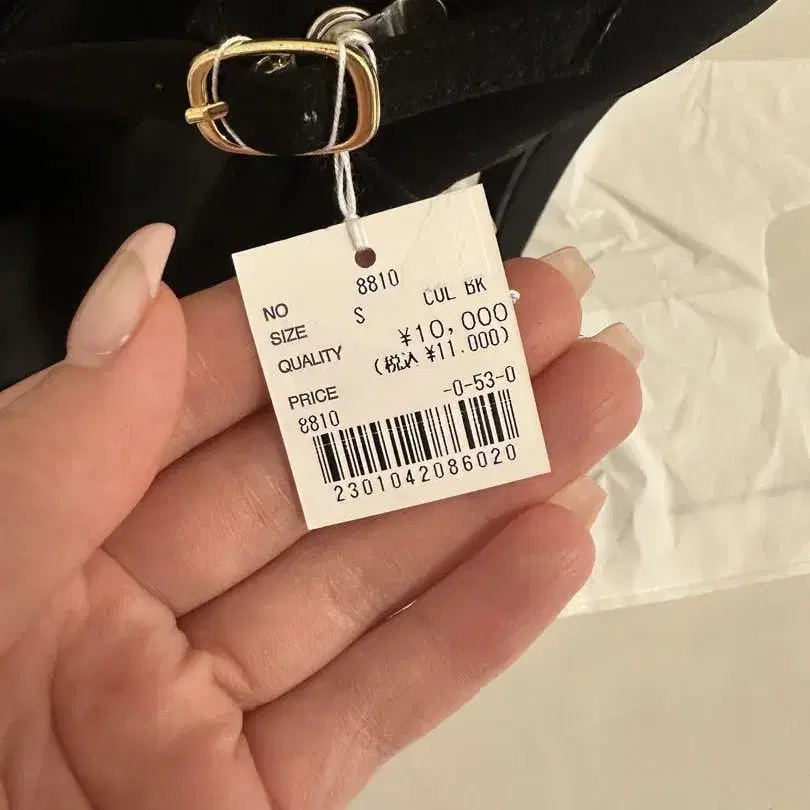 NO 8810
SIZE S COL BK
QUALITY ¥10,000
(税込 ¥11.000)
PRICE -0-53-0
8810
2301042086020